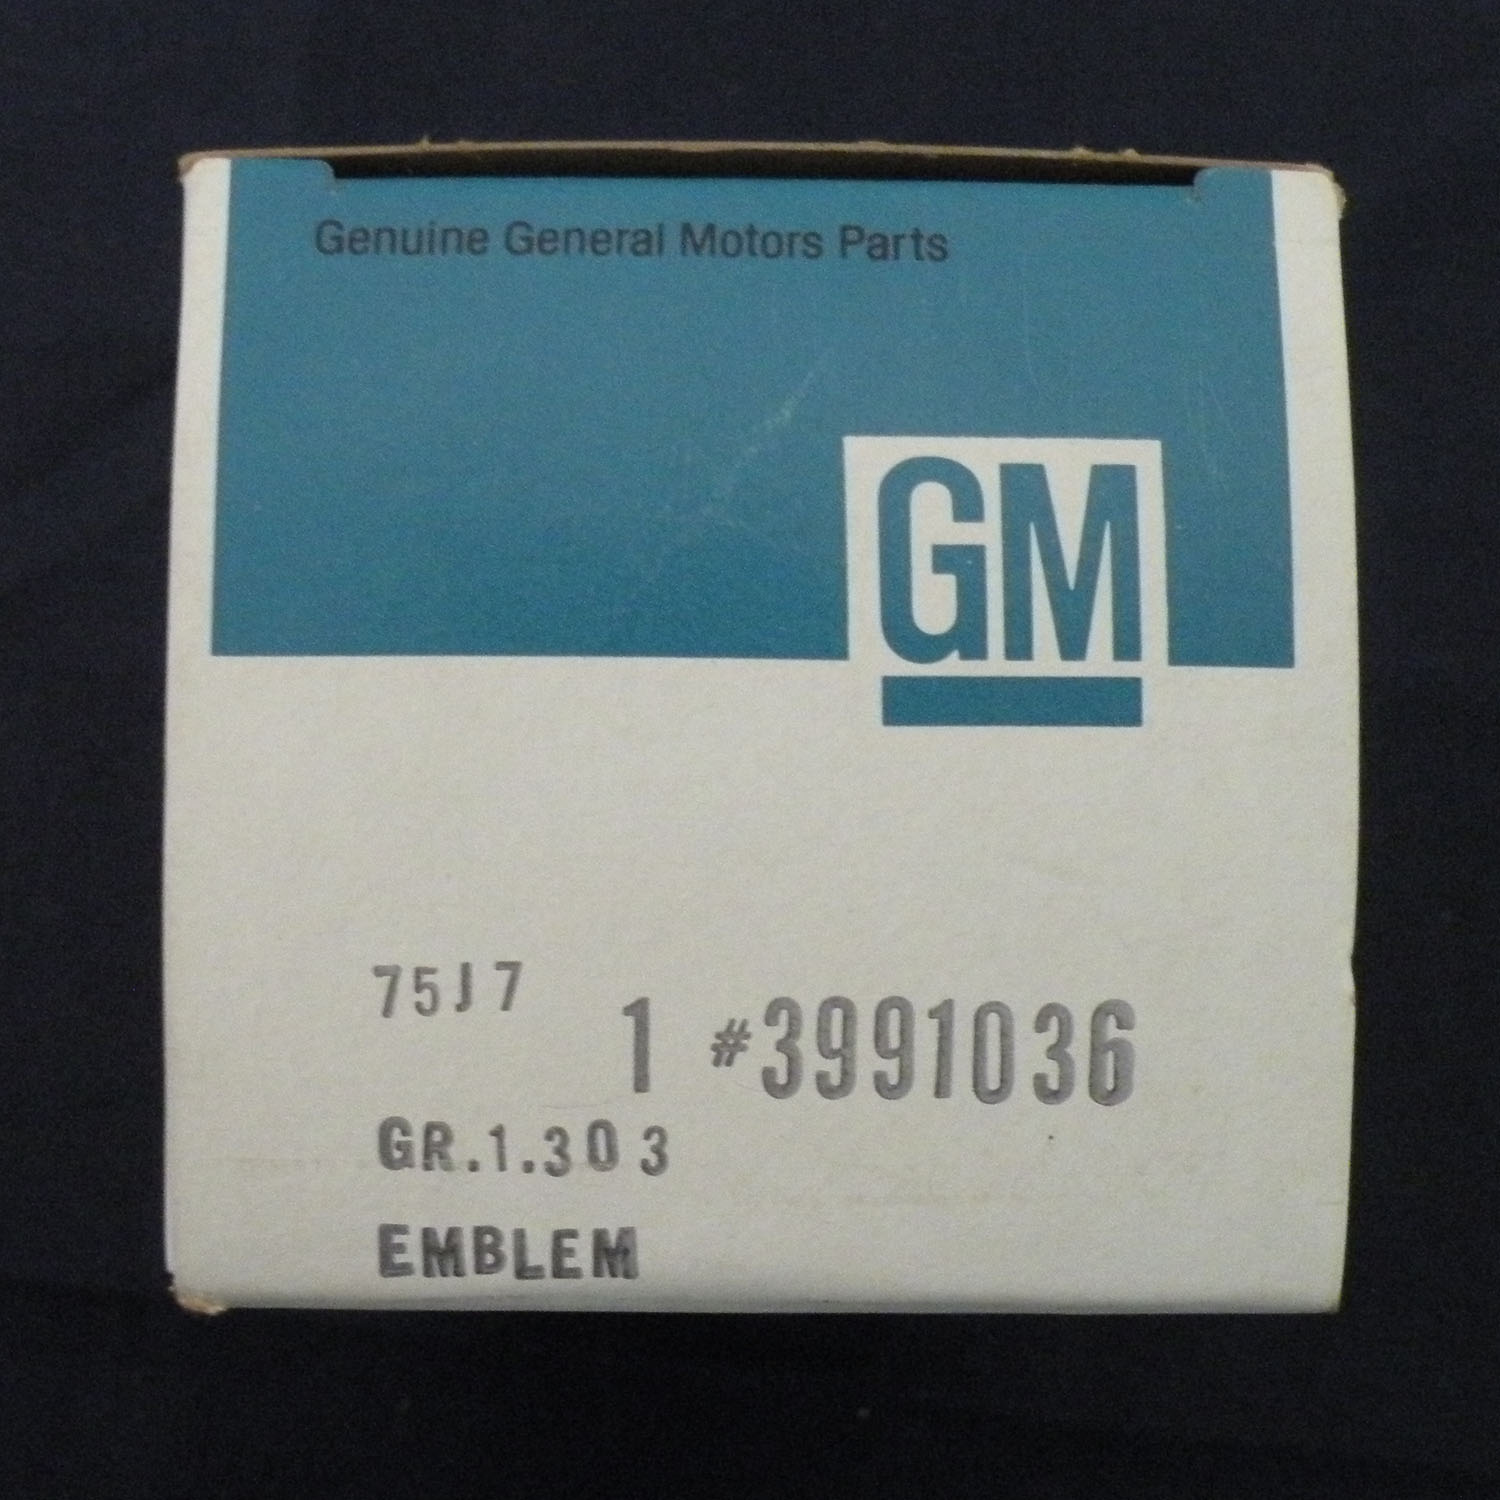 Genuine General Motors Parts
GM
75J7
1 #3991036
GR.1.303
EMBLEM